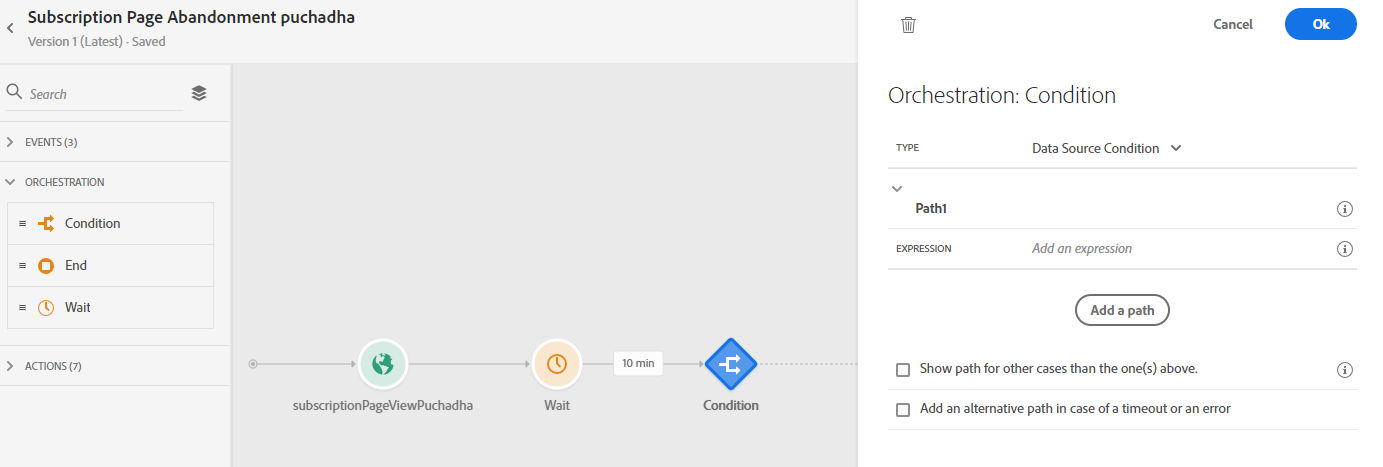 Subscription Page Abandonment puchadha
Version 1 (Latest) · Saved
Search
EVENTS (3)
ORCHESTRATION
Condition
End
Wait
ACTIONS (7)
subscriptionPageViewPuchadha
Wait
10 min
Condition
Cancel
Ok
Orchestration: Condition
TYPE Data Source Condition
Path1
EXPRESSION Add an expression
Add a path
Show path for other cases than the one(s) above.
Add an alternative path in case of a timeout or an error